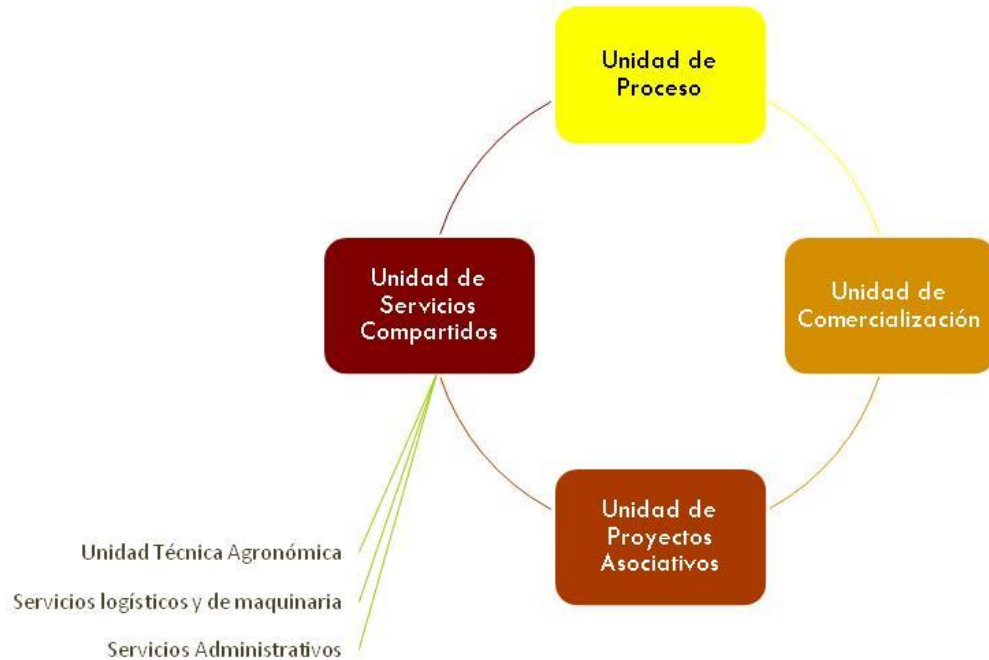 Unidad de
Proceso
Unidad de
Servicios
Compartidos
Unidad de
Comercialización
Unidad de
Proyectos
Asociativos
Unidad Técnica Agronómica
Servicios logísticos y de maquinaria
Servicios Administrativos